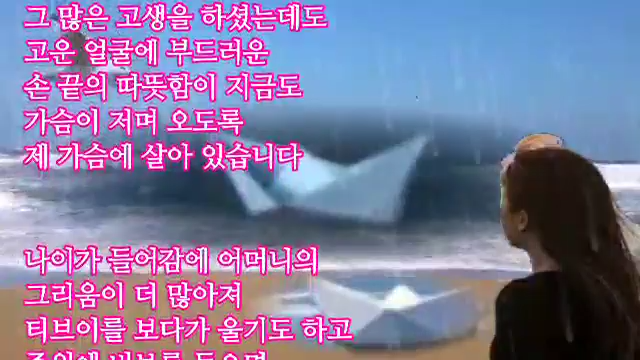 그 많은 고생을 하셨는데도
고운 얼굴에 부드러운
손 끝의 따뜻함이 지금도
가슴이 저며 오도록
제 가슴에 살아 있습니다
나이가 들어감에 어머니의
그리움이 더 많아져
티브이를 보다가 울기도 하고